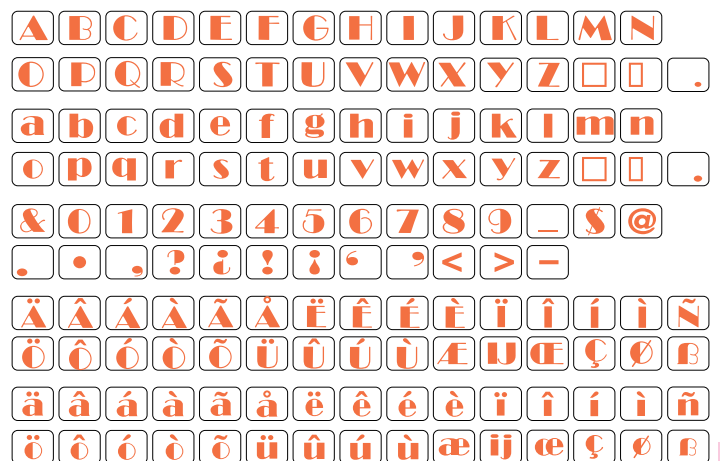 A B C D E F G H I J K L M N
O P Q R S T U V W X Y Z □ ▯ .
a b c d e f g h i j k l m n
o p q r s t u v w x y z □ ▯ .
& 0 1 2 3 4 5 6 7 8 9 _ $ @
. • , ? ¿ ! ¡ ‘ ’ < > –
Ä Â Á À Ã Å Ë Ê É È Ï Î Í Ì Ñ
Ö Ô Ó Ò Õ Ü Û Ú Ù Æ IJ Œ Ç Ø ß
ä â á à ã å ë ê é è ï î í ì ñ
ö ô ó ò õ ü û ú ù æ ij œ ç ø ß